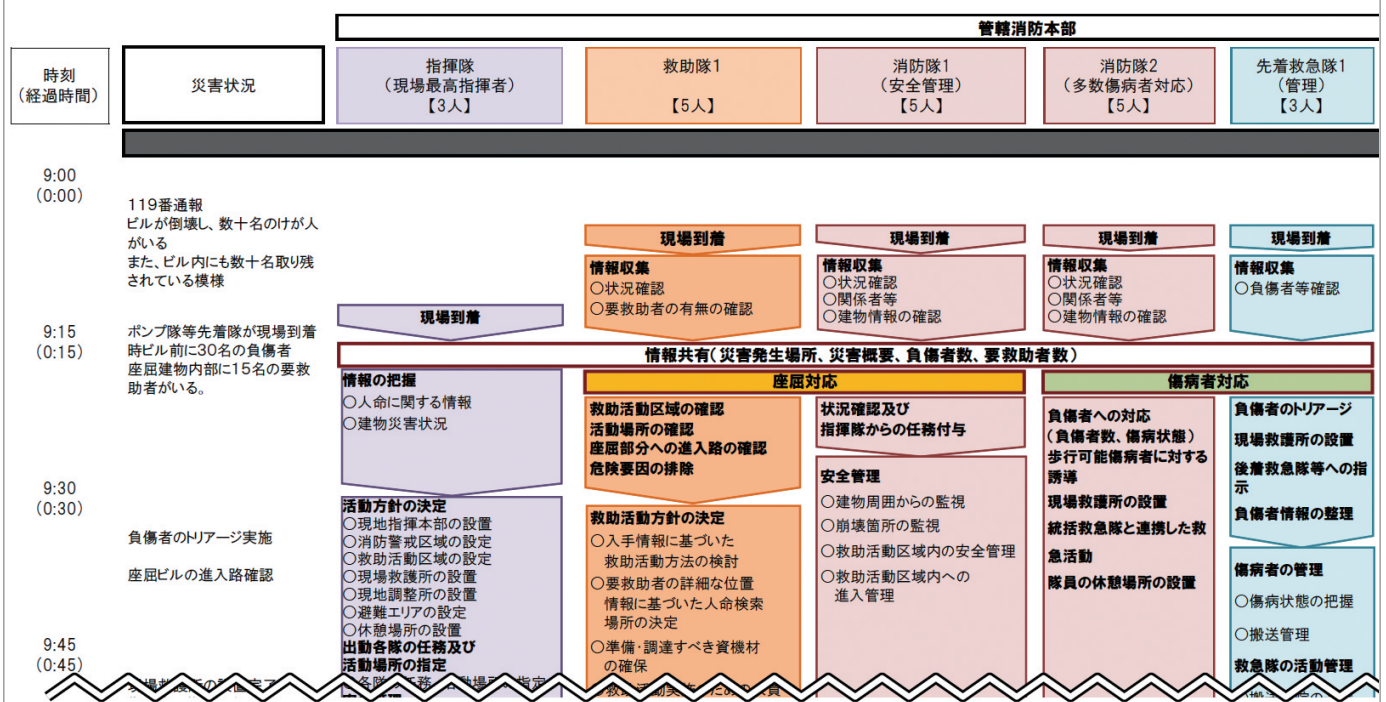 管轄消防本部
時刻
（経過時間）
災害状況
指揮隊
（現場最高指揮者）
【3人】
救助隊1
【5人】
消防隊1
（安全管理）
【5人】
消防隊2
（多数傷病者対応）
【5人】
先着救急隊1
（管理）
【3人】
9:00
（0:00）
119番通報
ビルが倒壊し、数十名のけが人
がいる
また、ビル内にも数十名取り残
されている模様
現場到着
情報収集
○状況確認
○要救助者の有無の確認
現場到着
情報収集
○状況確認
○関係者等
○建物情報の確認
現場到着
情報収集
○状況確認
○関係者等
○建物情報の確認
現場到着
情報収集
○負傷者等確認
現場到着
9:15
（0:15）
ポンプ隊等先着隊が現場到着
時ビル前に30名の負傷者
座屈建物内部に15名の要救
助者がいる。
情報共有（災害発生場所、災害概要、負傷者数、要救助者数）
情報の把握
○人命に関する情報
○建物災害状況
座屈対応
傷病者対応
救助活動区域の確認
活動場所の確認
座屈部分への進入路の確認
危険要因の排除
状況確認及び
指揮隊からの任務付与
安全管理
○建物周囲からの監視
○崩壊箇所の監視
○救助活動区域内の安全管理
○救助活動区域内への
進入管理
負傷者への対応
（負傷者数、傷病状態）
歩行可能傷病者に対する
誘導
現場救護所の設置
統括救急隊と連携した救
急活動
隊員の休憩場所の設置
負傷者のトリアージ
現場救護所の設置
後着救急隊等への指
示
負傷者情報の整理
傷病者の管理
○傷病状態の把握
○搬送管理
救急隊の活動管理
9:30
（0:30）
負傷者のトリアージ実施
座屈ビルの進入路確認
活動方針の決定
○現地指揮本部の設置
○消防警戒区域の設定
○救助活動区域の設定
○現場救護所の設置
○現地調整所の設置
○避難エリアの設定
○休憩場所の設置
出動各隊の任務及び
活動場所の指定
救助活動方針の決定
○入手情報に基づいた
救助活動方法の検討
○要救助者の詳細な位置
情報に基づいた人命検索
場所の決定
○準備・調達すべき資機材
の確保
9:45
（0:45）